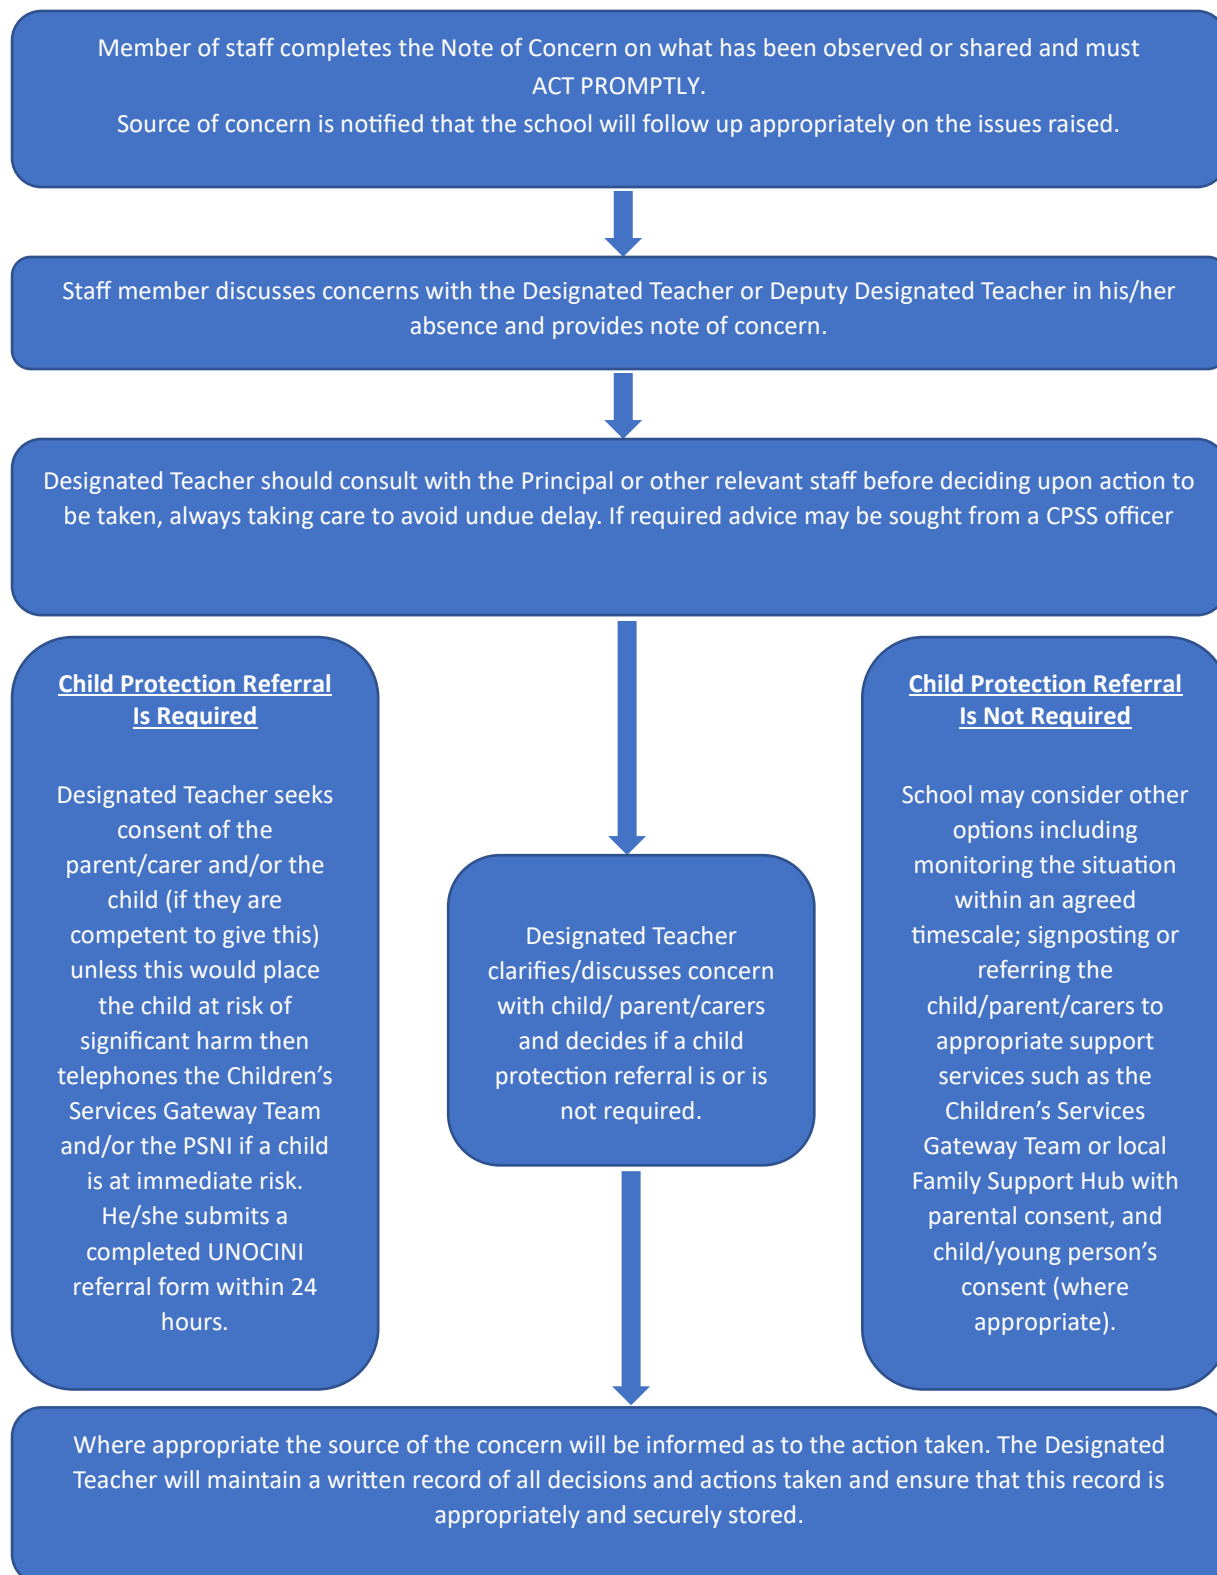 Member of staff completes the Note of Concern on what has been observed or shared and must
ACT PROMPTLY.
Source of concern is notified that the school will follow up appropriately on the issues raised.
Staff member discusses concerns with the Designated Teacher or Deputy Designated Teacher in his/her
absence and provides note of concern.
Designated Teacher should consult with the Principal or other relevant staff before deciding upon action to
be taken, always taking care to avoid undue delay. If required advice may be sought from a CPSS officer
Child Protection Referral
Is Required
Designated Teacher seeks
consent of the
parent/carer and/or the
child (if they are
competent to give this)
unless this would place
the child at risk of
significant harm then
telephones the Children’s
Services Gateway Team
and/or the PSNI if a child
is at immediate risk.
He/she submits a
completed UNOCINI
referral form within 24
hours.
Designated Teacher
clarifies/discusses concern
with child/ parent/carers
and decides if a child
protection referral is or is
not required.
Child Protection Referral
Is Not Required
School may consider other
options including
monitoring the situation
within an agreed
timescale; signposting or
referring the
child/parent/carers to
appropriate support
services such as the
Children’s Services
Gateway Team or local
Family Support Hub with
parental consent, and
child/young person’s
consent (where
appropriate).
Where appropriate the source of the concern will be informed as to the action taken. The Designated
Teacher will maintain a written record of all decisions and actions taken and ensure that this record is
appropriately and securely stored.